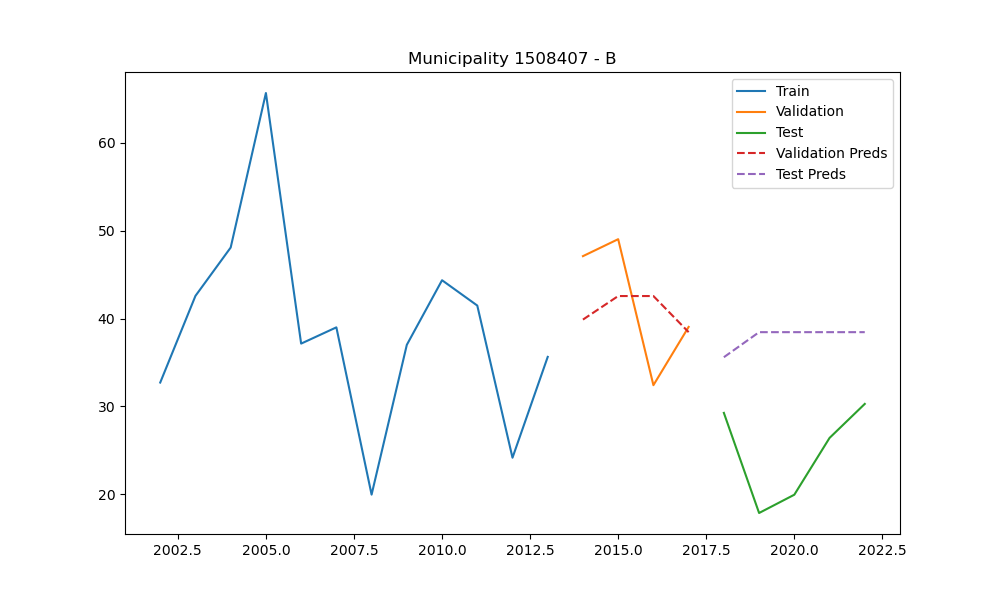 Municipality 1508407 - B
Train
Validation
Test
Validation Preds
Test Preds
60
50
40
30
20
2002.5 2005.0 2007.5 2010.0 2012.5 2015.0 2017.5 2020.0 2022.5